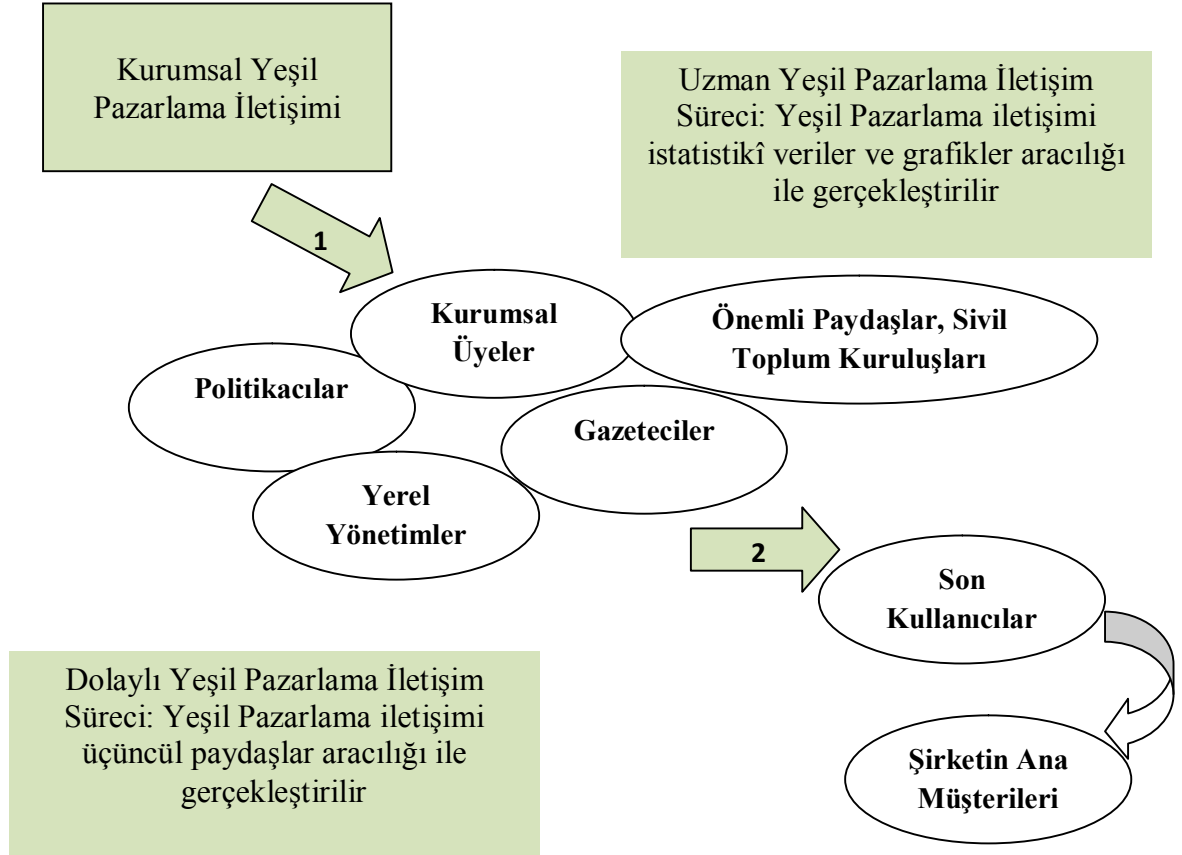 Kurumsal Yeşil
Pazarlama İletişimi
Uzman Yeşil Pazarlama İletişim
Süreci: Yeşil Pazarlama iletişimi
istatistikî veriler ve grafikler aracılığı
ile gerçekleştirilir
1
Kurumsal
Üyeler
Önemli Paydaşlar, Sivil
Toplum Kuruluşları
Politikacılar
Gazeteciler
Yerel
Yönetimler
2
Son
Kullanıcılar
Dolaylı Yeşil Pazarlama İletişim
Süreci: Yeşil Pazarlama iletişimi
üçüncül paydaşlar aracılığı ile
gerçekleştirilir
Şirketin Ana
Müşterileri